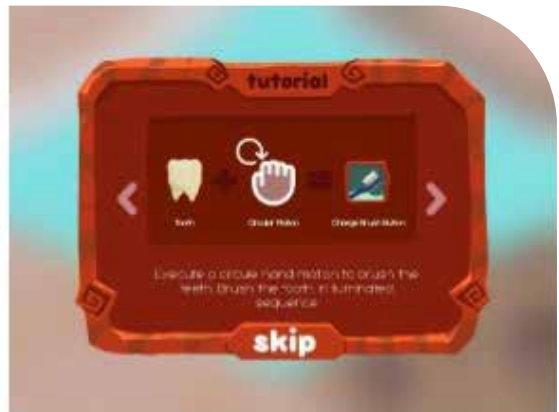 tutorial
Tooth
Circular Motion
Change Brush Button
Execute a circular hand motion to brush the
teeth. Brush the tooth in illuminated
sequence
skip